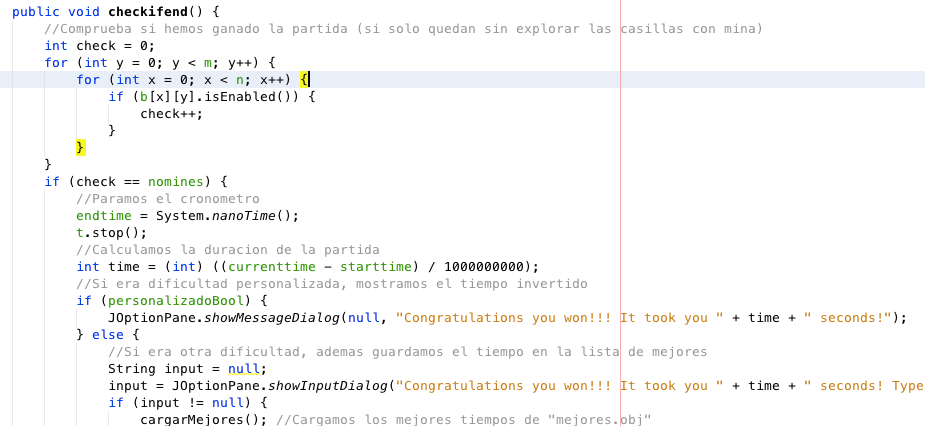 public void checkifend() {
//Comprueba si hemos ganado la partida (si solo quedan sin explorar las casillas con mina)
int check = 0;
for (int y = 0; y < m; y++) {
for (int x = 0; x < n; x++) {
if (b[x][y].isEnabled()) {
check++;
}
}
}
if (check == nomines) {
//Paramos el cronometro
endtime = System.nanoTime();
t.stop();
//Calculamos la duracion de la partida
int time = (int) ((currenttime - starttime) / 1000000000);
//Si era dificultad personalizada, mostramos el tiempo invertido
if (personalizadoBool) {
JOptionPane.showMessageDialog(null, "Congratulations you won!!! It took you " + time + " seconds!");
} else {
//Si era otra dificultad, ademas guardamos el tiempo en la lista de mejores
String input = null;
input = JOptionPane.showInputDialog("Congratulations you won!!! It took you " + time + " seconds! Type
if (input != null) {
cargarMejores(); //Cargamos los mejores tiempos de "mejores.obj"